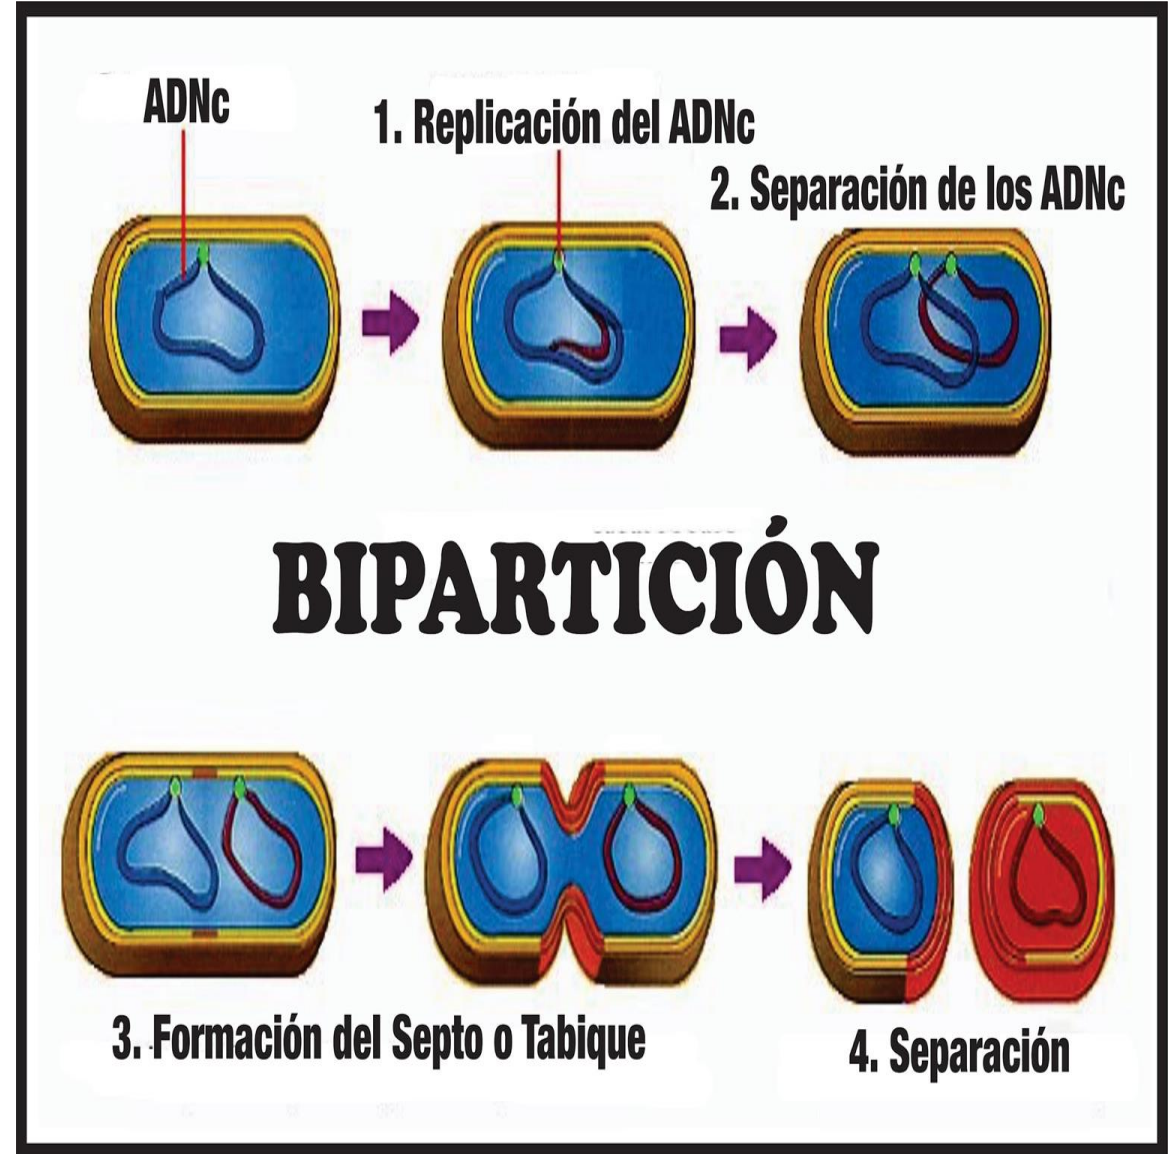 ADNc
1. Replicación del ADNc
2. Separación de los ADNc
BIPARTICIÓN
3. Formación del Septo o Tabique
4. Separación